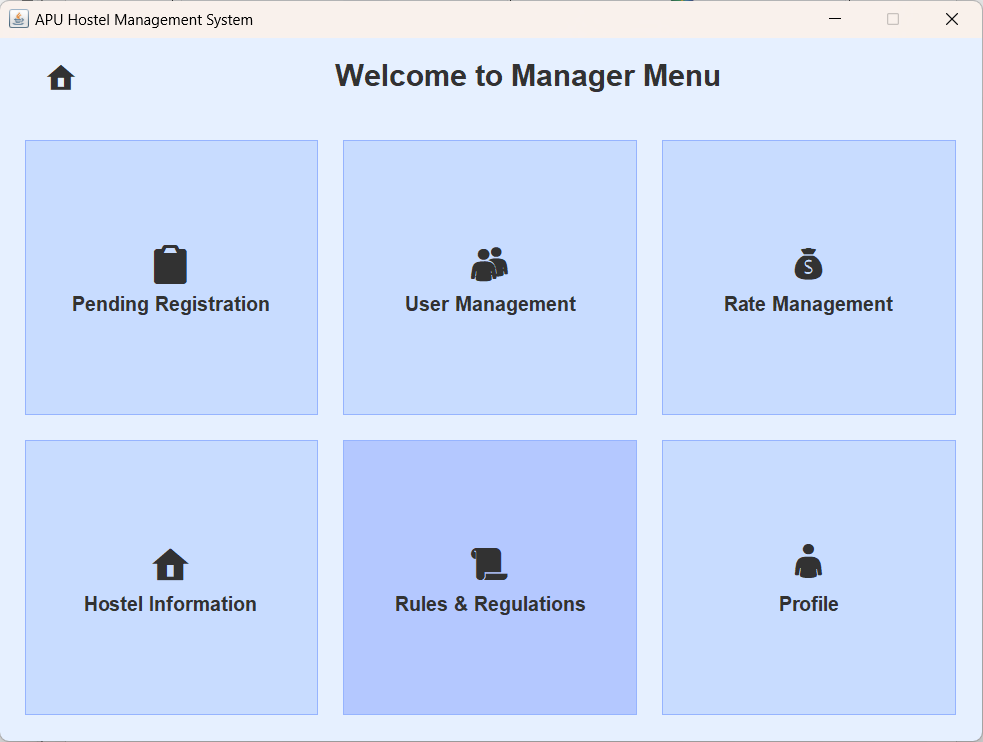 APU Hostel Management System
Welcome to Manager Menu
Pending Registration
User Management
S
Rate Management
Hostel Information
Rules & Regulations
Profile